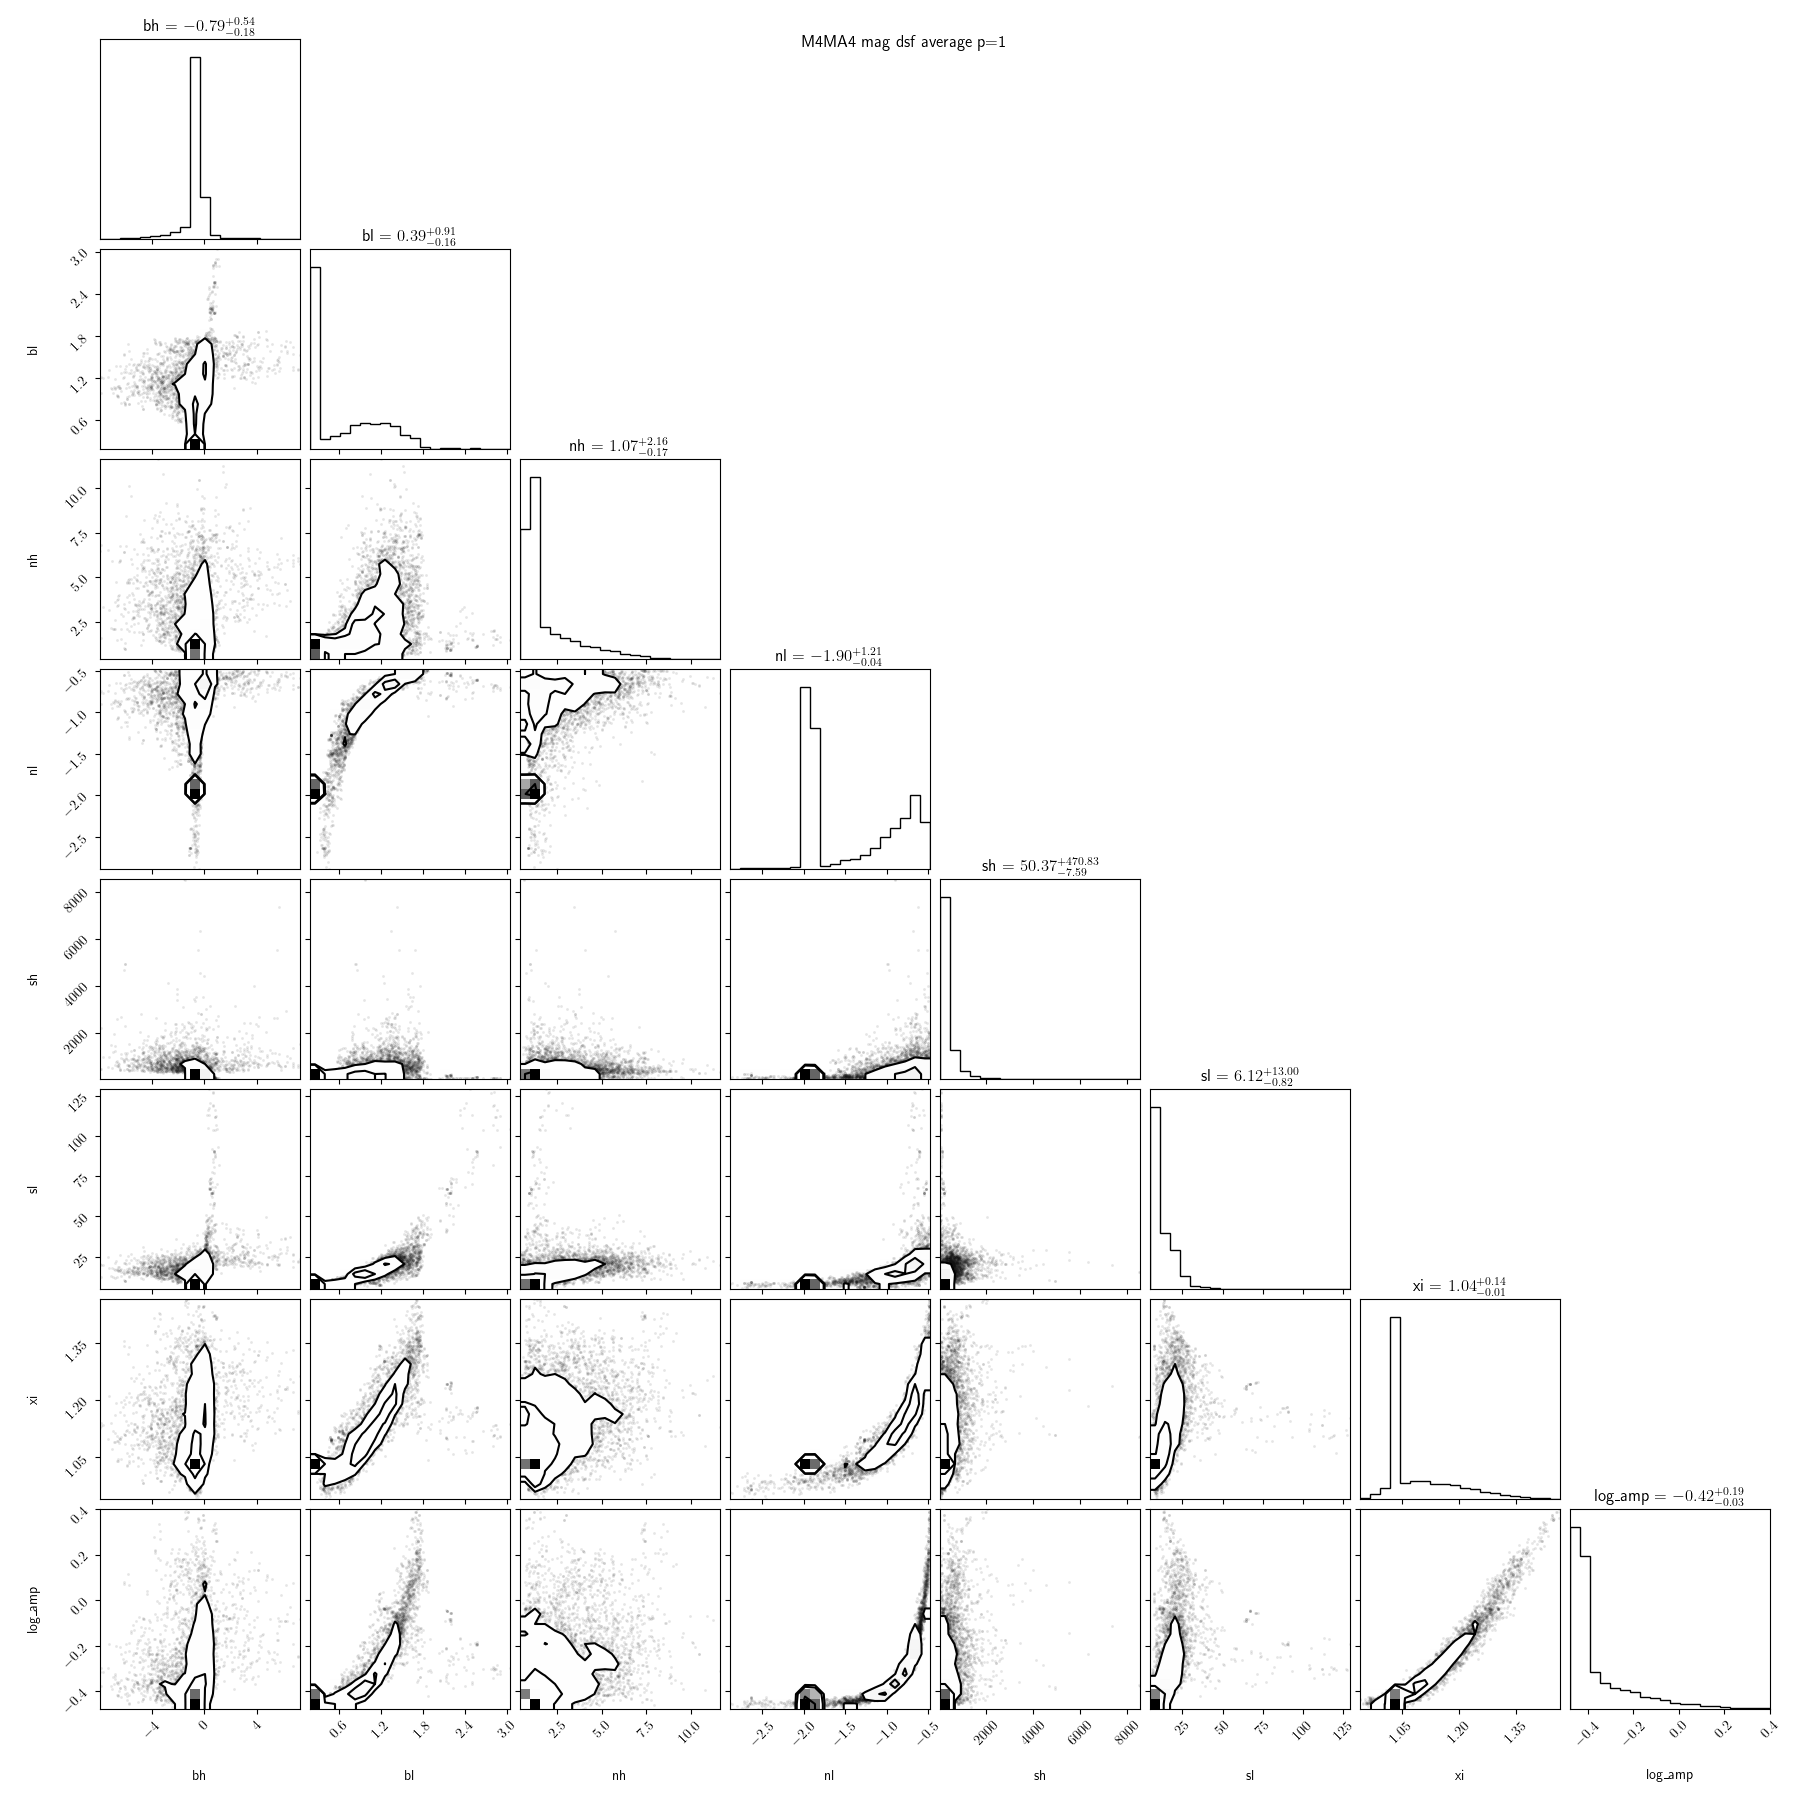 bh = −0.79+0.54−0.18
M4MA4 mag dsf average p=1
bl = 0.39+0.91−0.16
3.0
2.4
1.8
1.2
0.6
bl
nh = 1.07+2.16−0.17
10.0
7.5
5.0
2.5
nh
nl = −1.90+1.21−0.04
−0.5
−1.0
−1.5
−2.0
−2.5
nl
sh = 50.37+470.83−7.59
8000
6000
4000
2000
sh
sl = 6.12+13.00−0.82
125
100
75
50
25
sl
xi = 1.04+0.14−0.01
1.35
1.20
1.05
xi
log_amp = −0.42+0.19−0.03
0.4
0.2
0.0
−0.2
−0.4
log_amp
−4 0 4
0.6 1.2 1.8 2.4 3.0
2.5 5.0 7.5 10.0
−2.5 −2.0 −1.5 −1.0 −0.5
2000 4000 6000 8000
25 50 75 100 125
1.05 1.20 1.35
−0.4 −0.2 0.0 0.2 0.4
bh bl nh nl sh sl xi log_amp